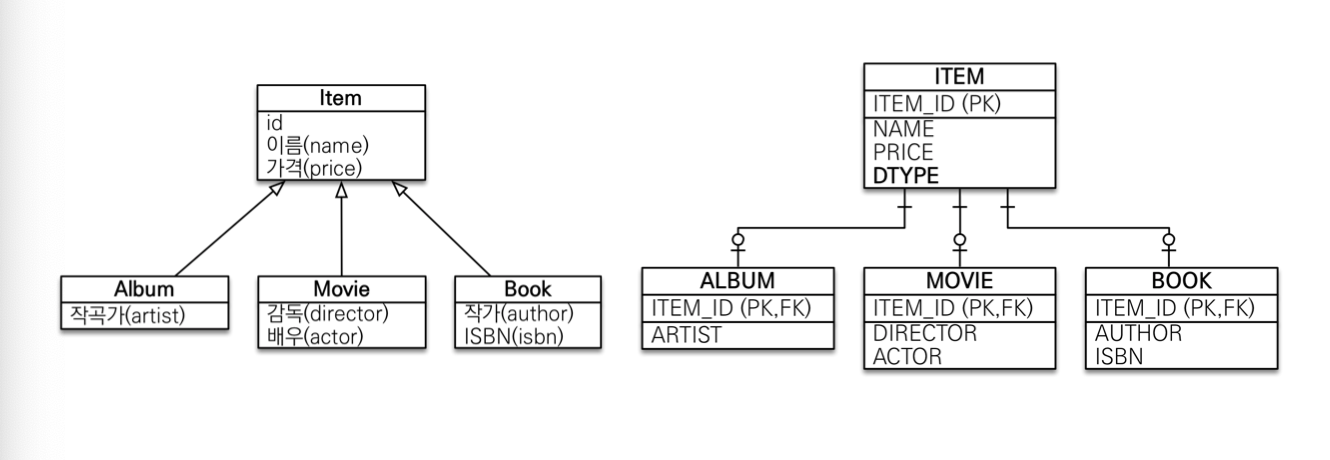 Item
id
이름(name)
가격(price)
Album
작곡가(artist)
Movie
감독(director)
배우(actor)
Book
작가(author)
ISBN(isbn)
ITEM
ITEM_ID (PK)
NAME
PRICE
DTYPE
ALBUM
ITEM_ID (PK,FK)
ARTIST
MOVIE
ITEM_ID (PK,FK)
DIRECTOR
ACTOR
BOOK
ITEM_ID (PK,FK)
AUTHOR
ISBN